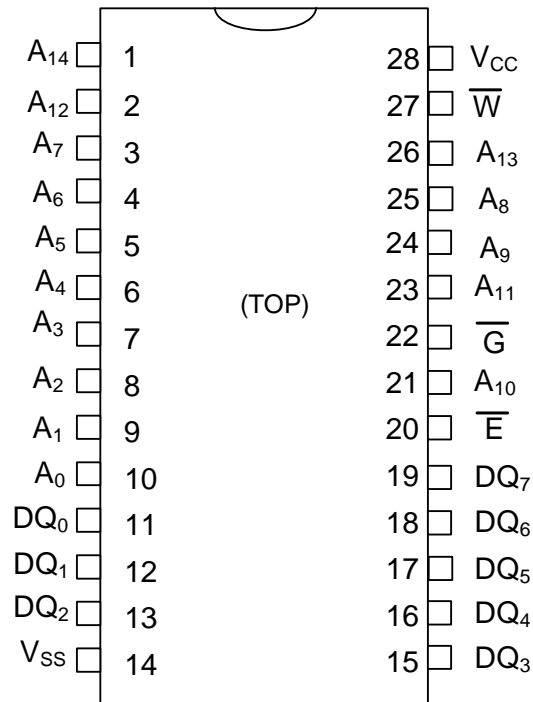 A₁₄ 1 28 V_CC
A₁₂ 2 27 W̅
A₇ 3 26 A₁₃
A₆ 4 25 A₈
A₅ 5 24 A₉
A₄ 6 23 A₁₁
(TOP)
A₃ 7 22 G̅
A₂ 8 21 A₁₀
A₁ 9 20 E̅
A₀ 10 19 DQ₇
DQ₀ 11 18 DQ₆
DQ₁ 12 17 DQ₅
DQ₂ 13 16 DQ₄
V_SS 14 15 DQ₃